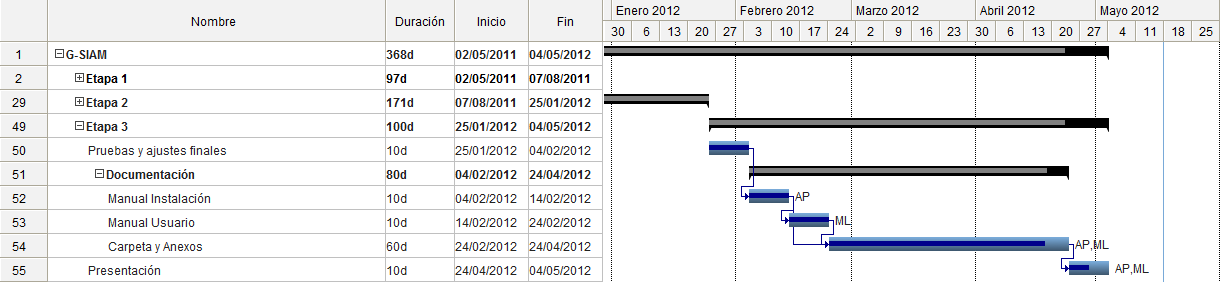 Nombre Duración Inicio Fin Enero 2012 Febrero 2012 Marzo 2012 Abril 2012 Mayo 2012
30 6 13 20 27 3 10 17 24 2 9 16 23 30 6 13 20 27 4 11 18 25
1 G-SIAM 368d 02/05/2011 04/05/2012
2 Etapa 1 97d 02/05/2011 07/08/2011
29 Etapa 2 171d 07/08/2011 25/01/2012
49 Etapa 3 100d 25/01/2012 04/05/2012
50 Pruebas y ajustes finales 10d 25/01/2012 04/02/2012
51 Documentación 80d 04/02/2012 24/04/2012
52 Manual Instalación 10d 04/02/2012 14/02/2012 AP
53 Manual Usuario 10d 14/02/2012 24/02/2012 ML
54 Carpeta y Anexos 60d 24/02/2012 24/04/2012 AP,ML
55 Presentación 10d 24/04/2012 04/05/2012 AP,ML